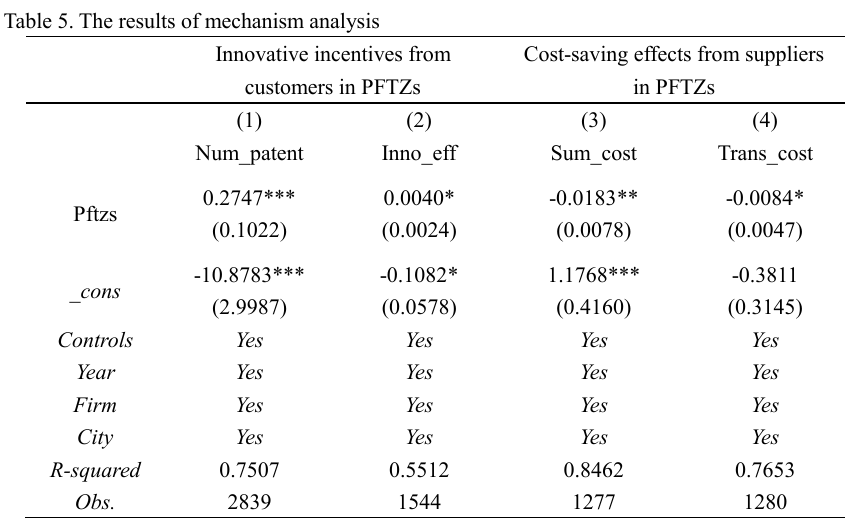 Table 5. The results of mechanism analysis
Innovative incentives from customers in PFTZs Cost-saving effects from suppliers in PFTZs
(1) (2) (3) (4)
Num_patent Inno_eff Sum_cost Trans_cost
Pftzs 0.2747*** 0.0040* -0.0183** -0.0084*
(0.1022) (0.0024) (0.0078) (0.0047)
_cons -10.8783*** -0.1082* 1.1768*** -0.3811
(2.9987) (0.0578) (0.4160) (0.3145)
Controls Yes Yes Yes Yes
Year Yes Yes Yes Yes
Firm Yes Yes Yes Yes
City Yes Yes Yes Yes
R-squared 0.7507 0.5512 0.8462 0.7653
Obs. 2839 1544 1277 1280